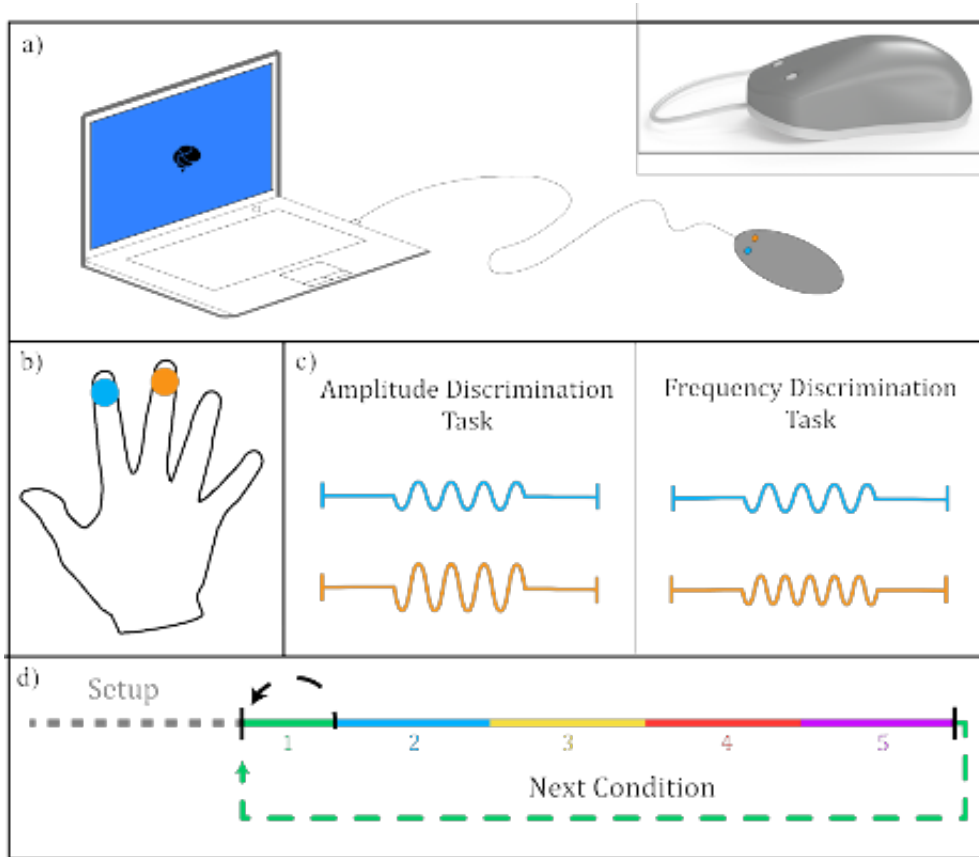 a)
b)
c)
Amplitude Discrimination
Task
Frequency Discrimination
Task
d)
Setup
1
2
3
4
5
Next Condition